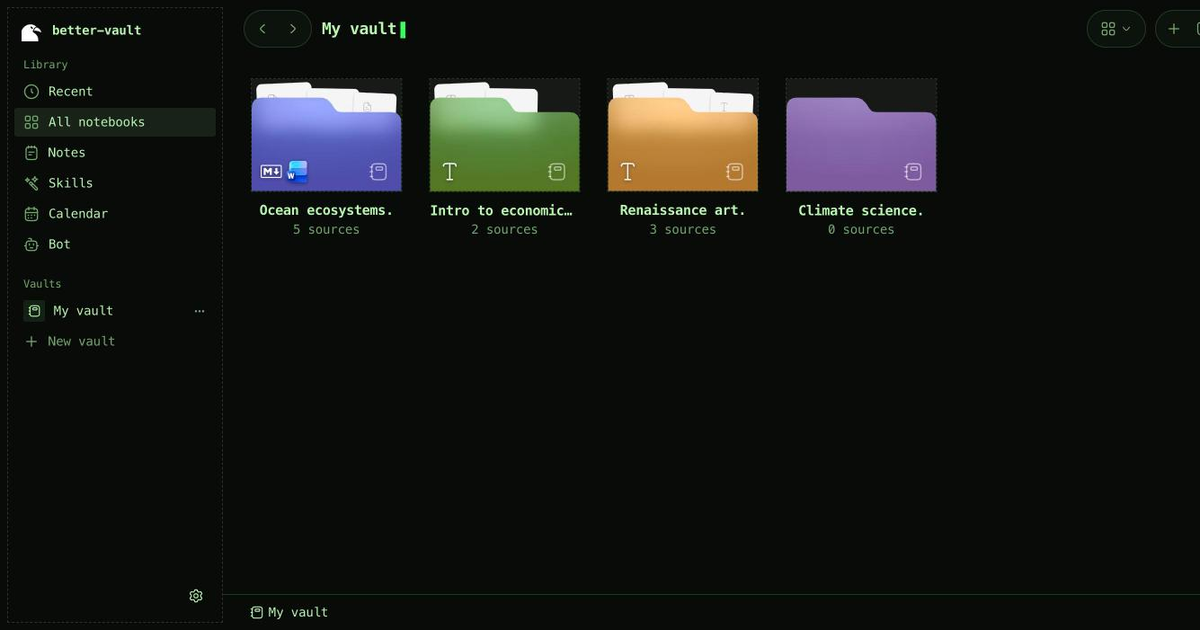 better-vault
Library
Recent
All notebooks
Notes
Skills
Calendar
Bot
Vaults
My vault
New vault
My vault
Ocean ecosystems.
5 sources
Intro to economic…
2 sources
Renaissance art.
3 sources
Climate science.
0 sources
My vault